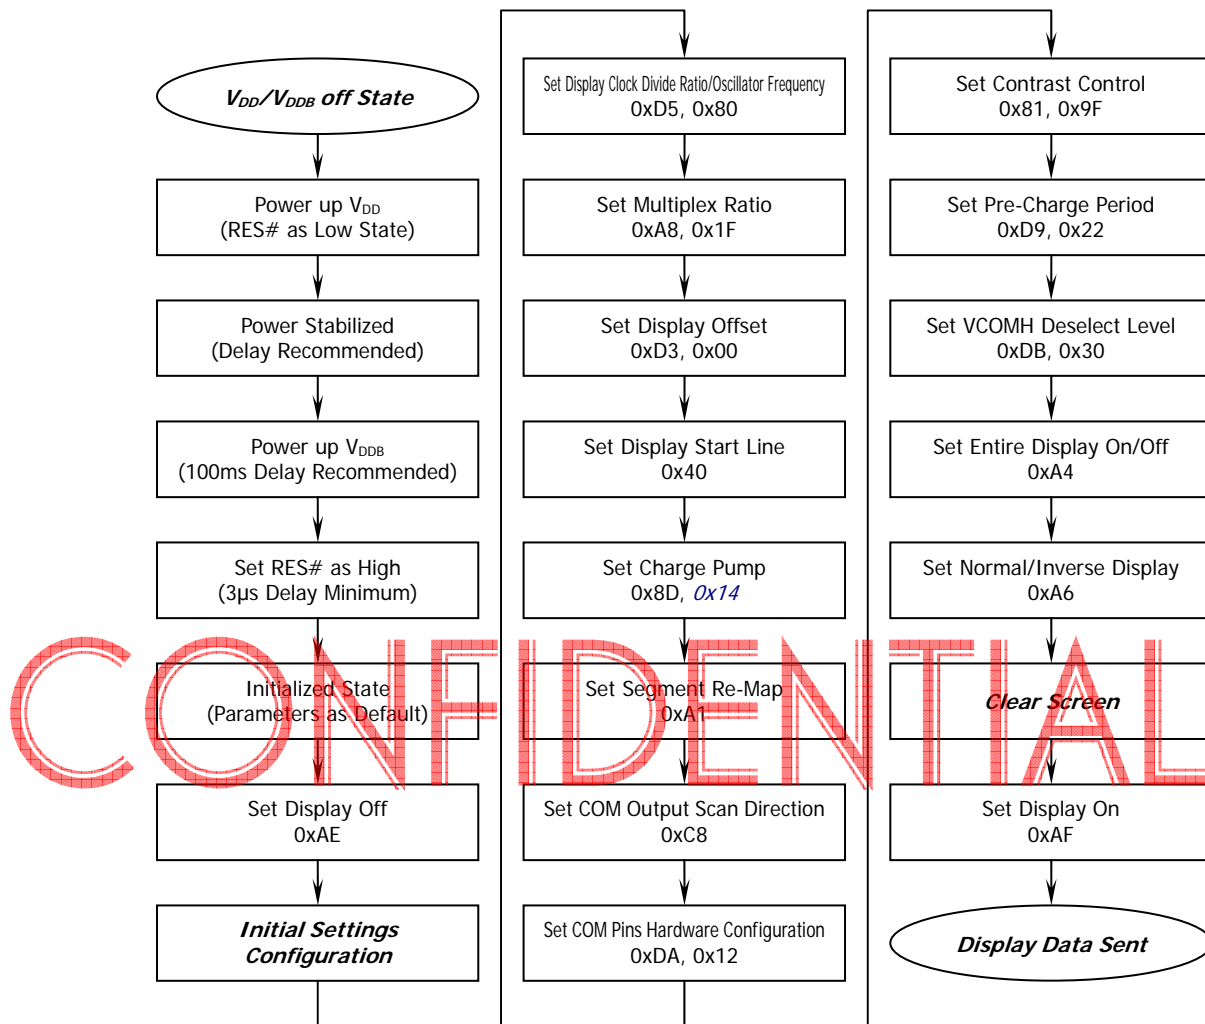 V_DD/V_DDB off State
Power up V_DD
(RES# as Low State)
Power Stabilized
(Delay Recommended)
Power up V_DDB
(100ms Delay Recommended)
Set RES# as High
(3μs Delay Minimum)
Initialized State
(Parameters as Default)
Set Display Off
0xAE
Initial Settings
Configuration
Set Display Clock Divide Ratio/Oscillator Frequency
0xD5, 0x80
Set Multiplex Ratio
0xA8, 0x1F
Set Display Offset
0xD3, 0x00
Set Display Start Line
0x40
Set Charge Pump
0x8D, 0x14
Set Segment Re-Map
0xA1
Set COM Output Scan Direction
0xC8
Set COM Pins Hardware Configuration
0xDA, 0x12
Set Contrast Control
0x81, 0x9F
Set Pre-Charge Period
0xD9, 0x22
Set VCOMH Deselect Level
0xDB, 0x30
Set Entire Display On/Off
0xA4
Set Normal/Inverse Display
0xA6
Clear Screen
Set Display On
0xAF
Display Data Sent
CONFIDENTIAL